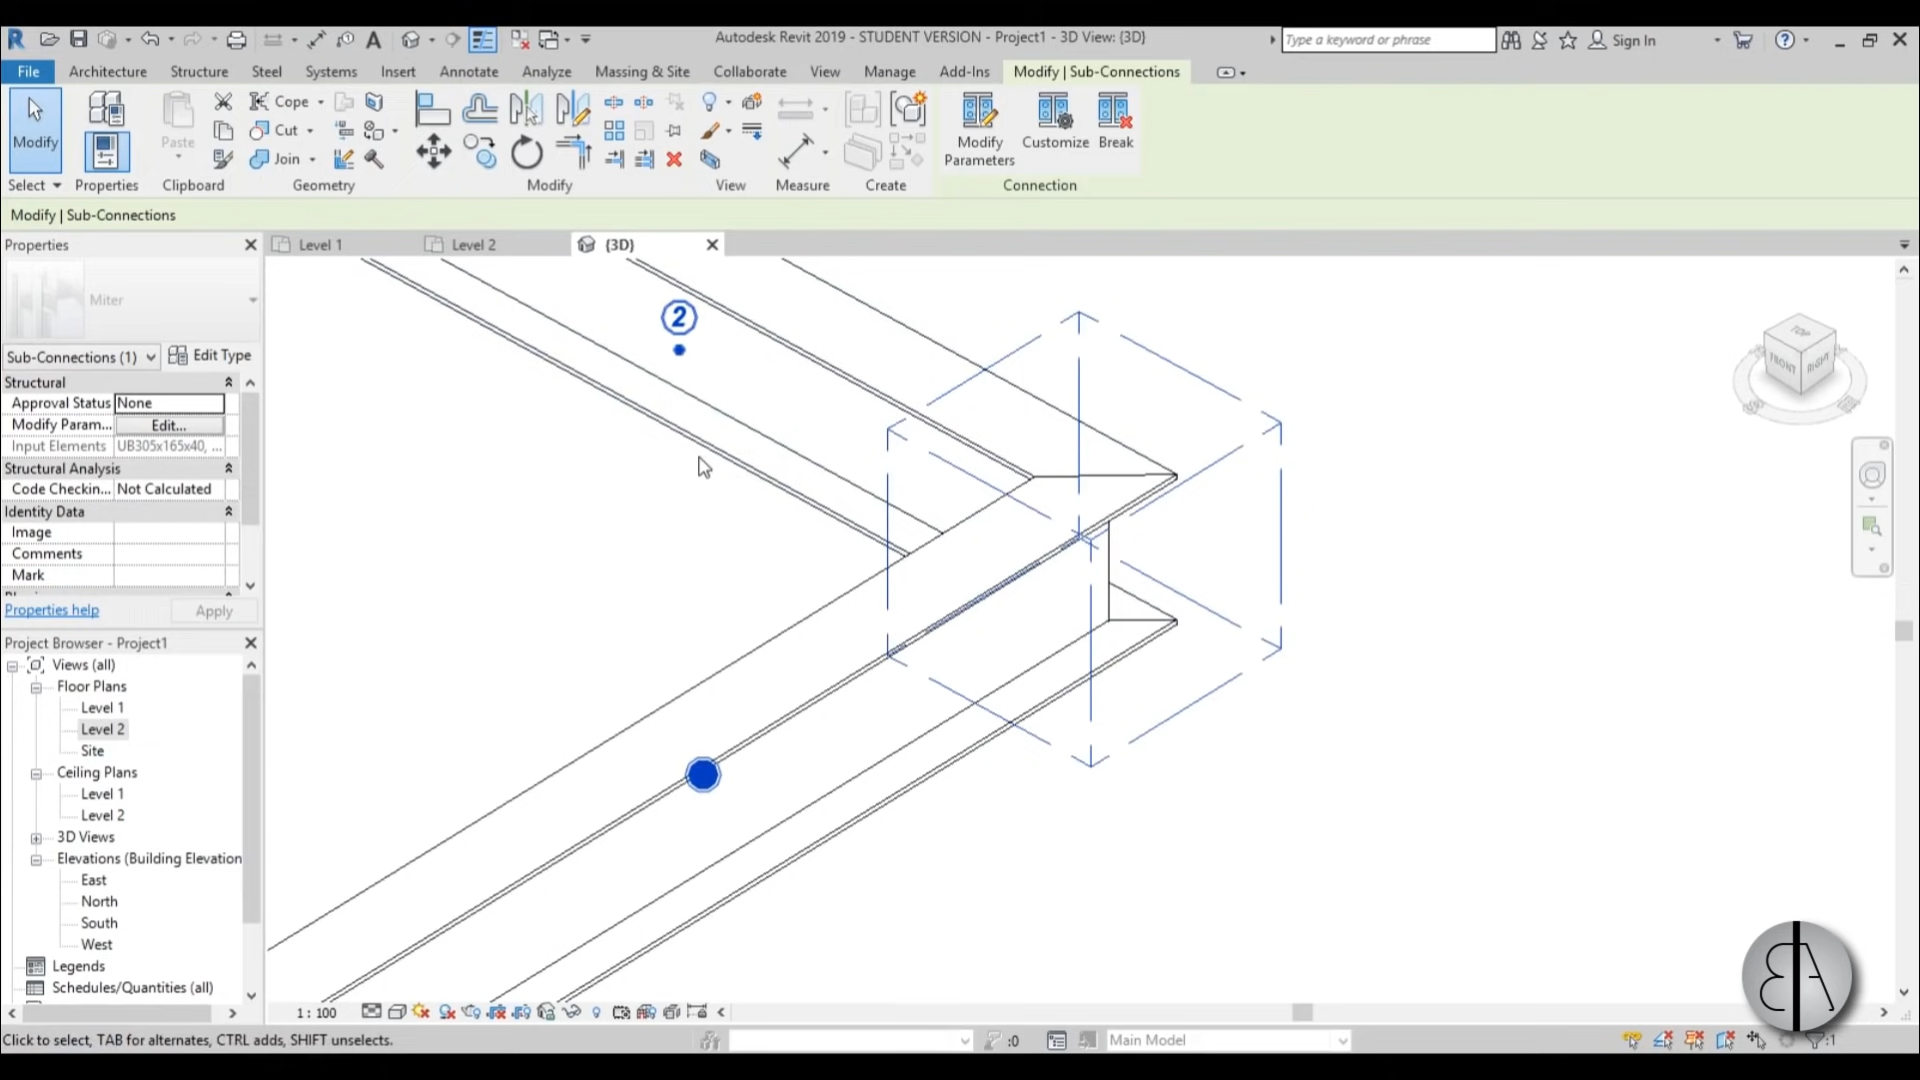 Autodesk Revit 2019 - STUDENT VERSION - Project1 - 3D View: {3D}
Type a keyword or phrase
Sign In
File Architecture Structure Steel Systems Insert Annotate Analyze Massing & Site Collaborate View Manage Add-Ins Modify | Sub-Connections
Modify
Paste
Cope
Cut
Join
Modify Parameters
Customize
Break
Select Properties Clipboard Geometry Modify View Measure Create Connection
Modify | Sub-Connections
Properties
Level 1
Level 2
{3D}
Miter
Sub-Connections (1)
Edit Type
Structural
Approval Status None
Modify Param... Edit...
Input Elements UB305x165x40, ...
Structural Analysis
Code Checkin... Not Calculated
Identity Data
Image
Comments
Mark
Properties help
Apply
Project Browser - Project1
Views (all)
Floor Plans
Level 1
Level 2
Site
Ceiling Plans
Level 1
Level 2
3D Views
Elevations (Building Elevation
East
North
South
West
Legends
Schedules/Quantities (all)
2
TOP
FRONT
RIGHT
1 : 100
Click to select, TAB for alternates, CTRL adds, SHIFT unselects.
:0
Main Model
:1